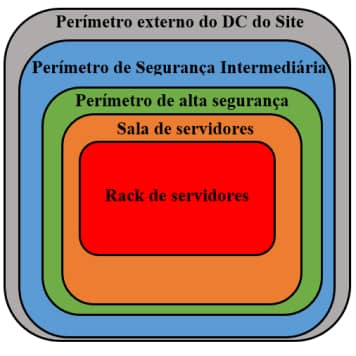 Perímetro externo do DC do Site
Perímetro de Segurança Intermediária
Perímetro de alta segurança
Sala de servidores
Rack de servidores